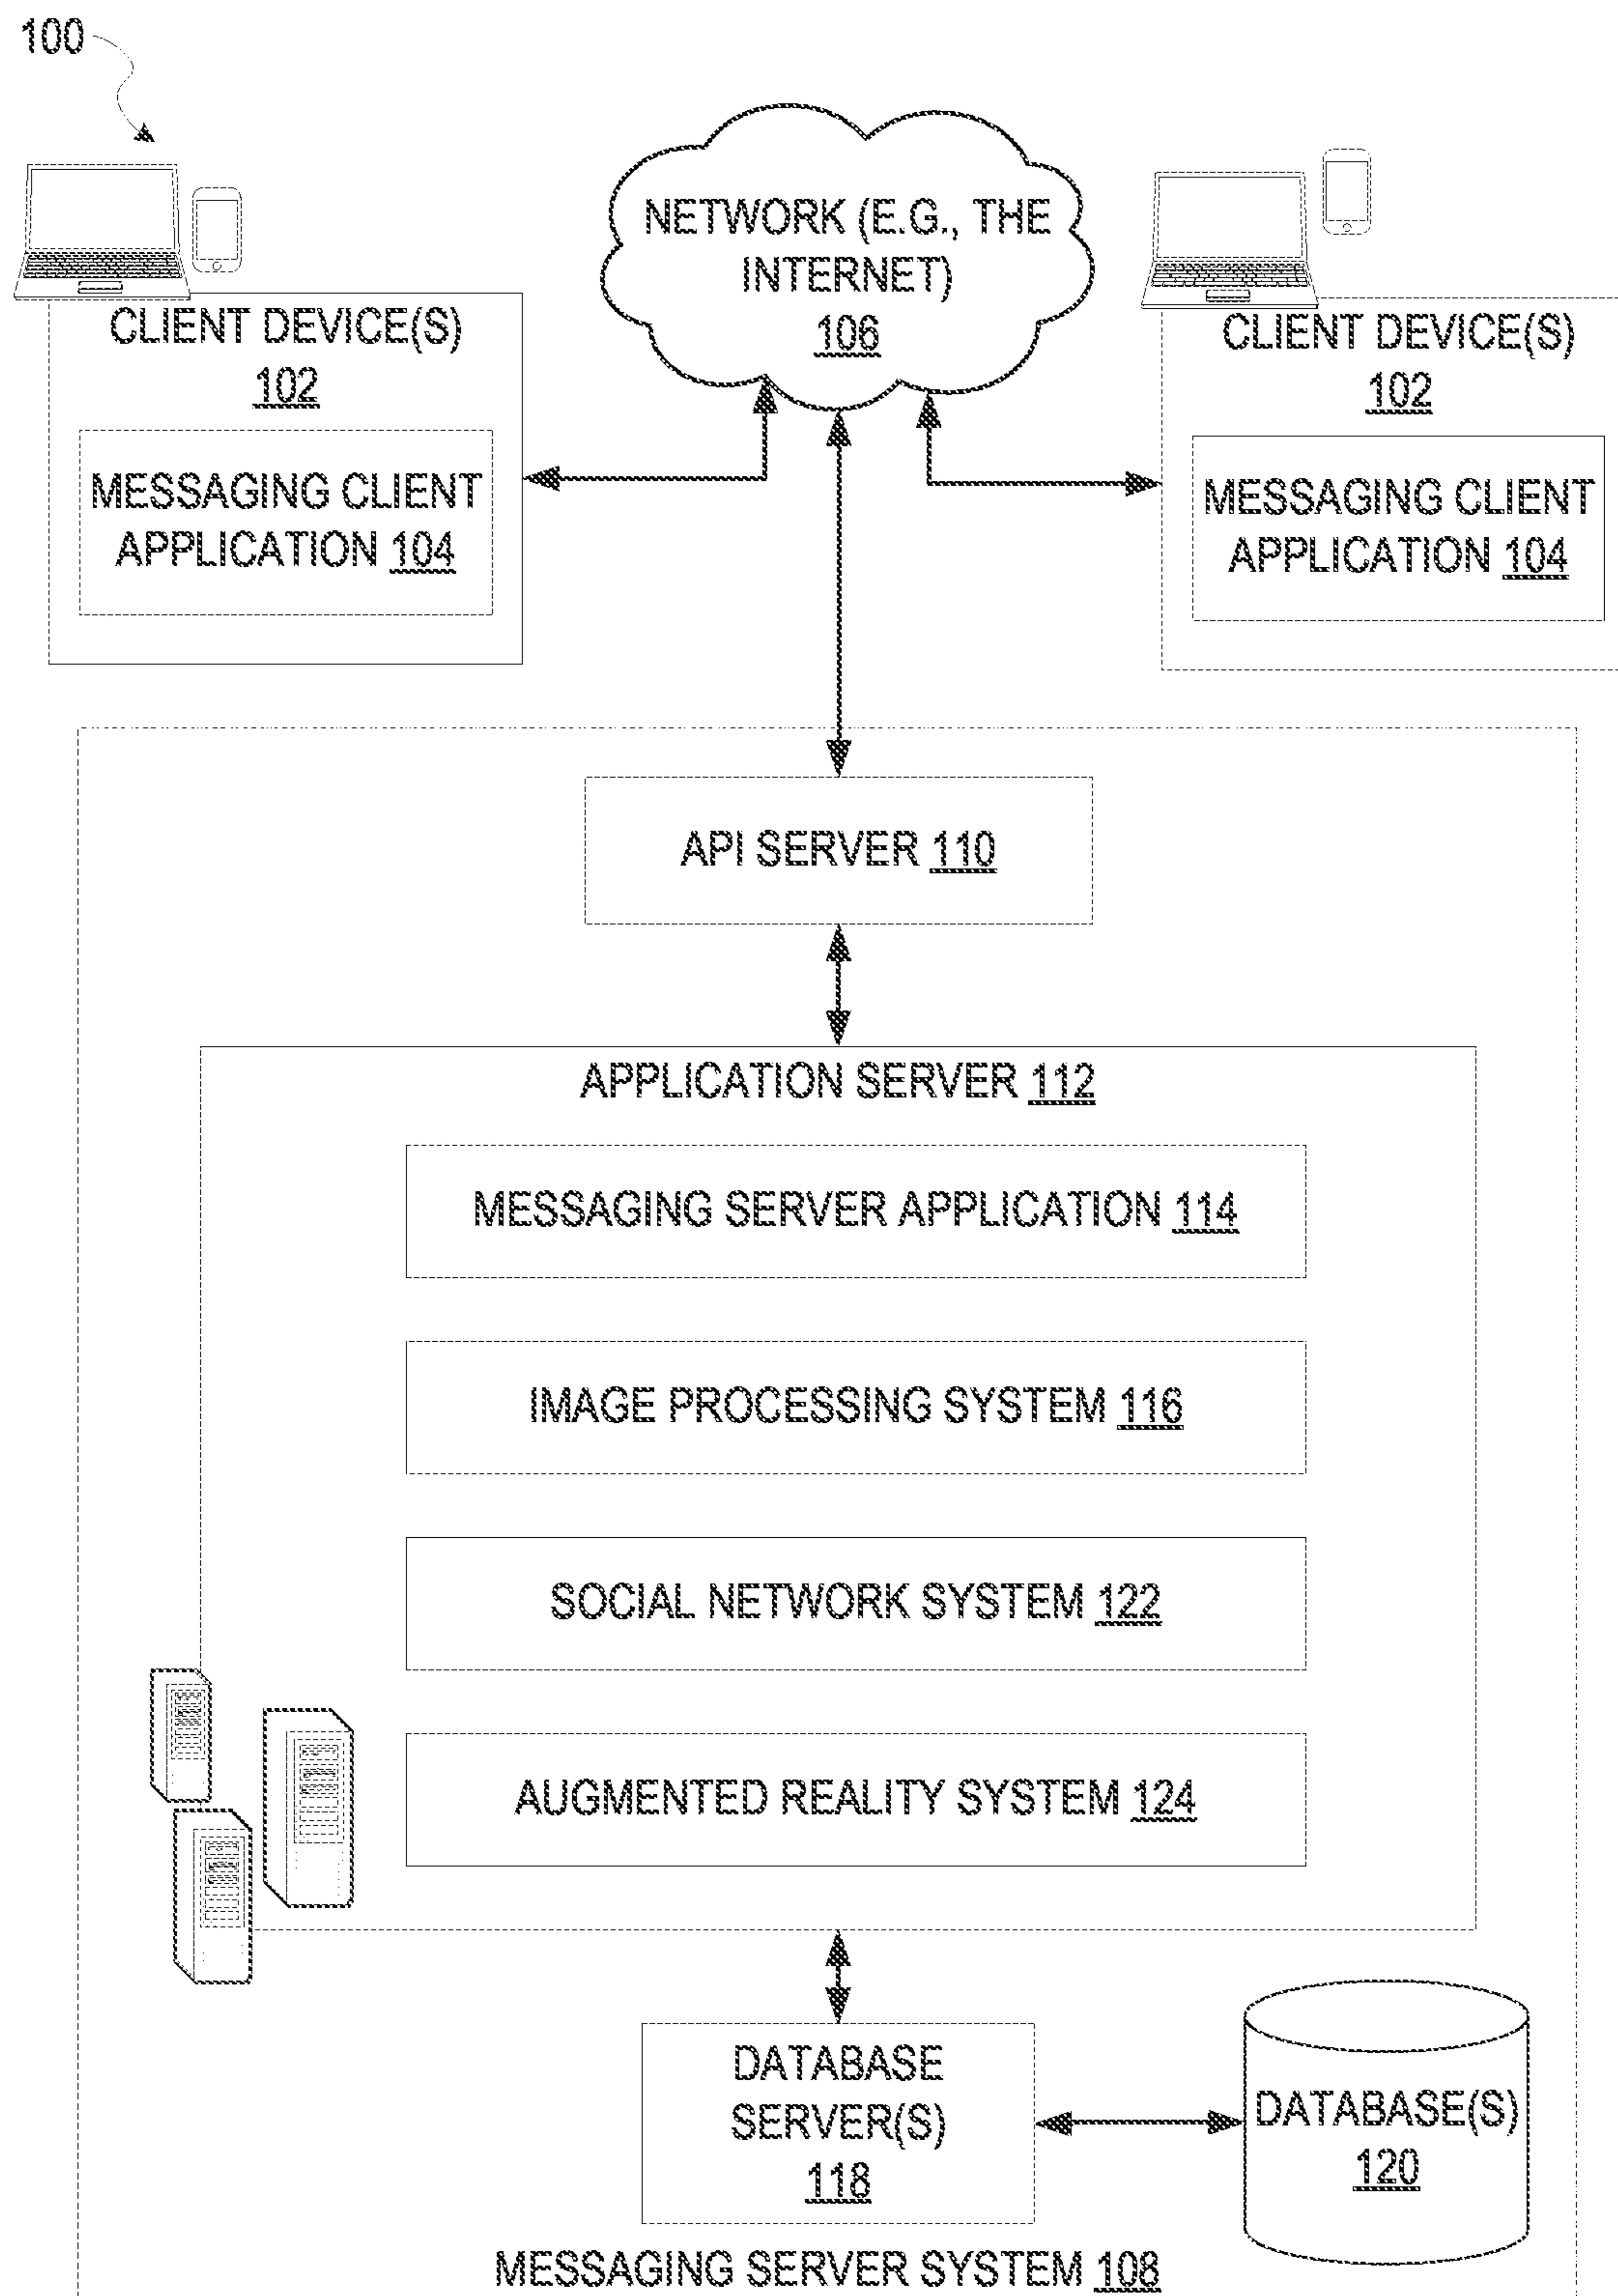 100
NETWORK (E.G., THE
INTERNET)
106
CLIENT DEVICE(S)
102
MESSAGING CLIENT
APPLICATION 104
CLIENT DEVICE(S)
102
MESSAGING CLIENT
APPLICATION 104
API SERVER 110
APPLICATION SERVER 112
MESSAGING SERVER APPLICATION 114
IMAGE PROCESSING SYSTEM 116
SOCIAL NETWORK SYSTEM 122
AUGMENTED REALITY SYSTEM 124
DATABASE
SERVER(S)
118
DATABASE(S)
120
MESSAGING SERVER SYSTEM 108